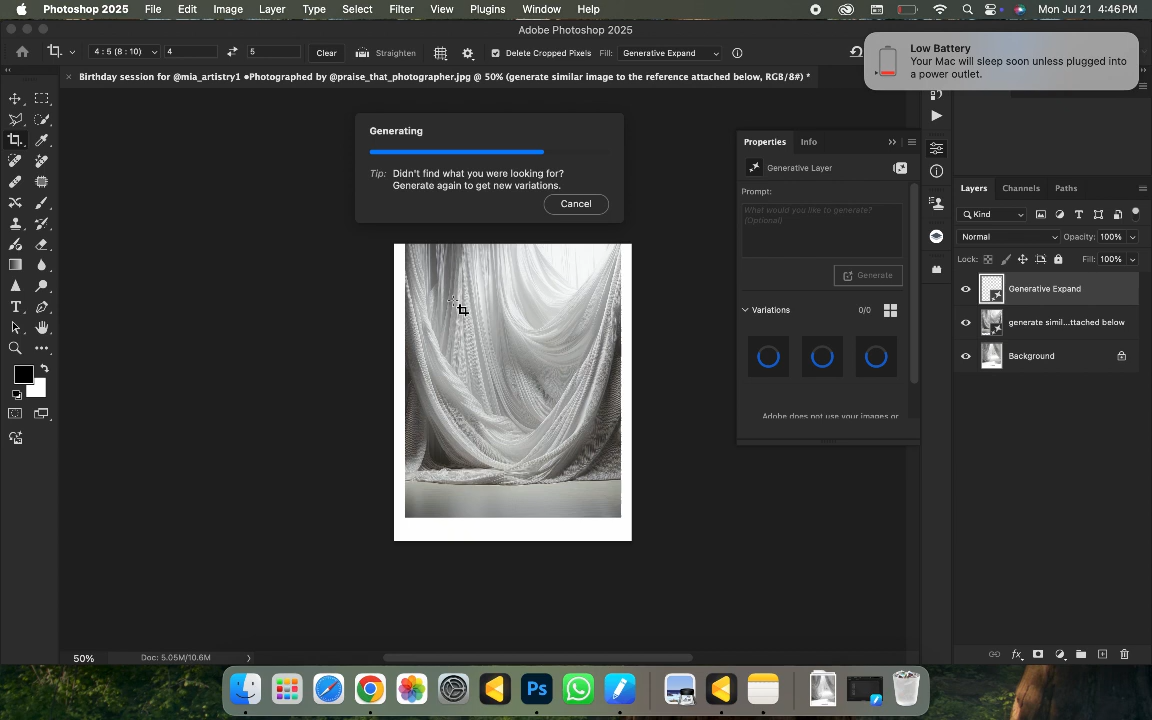 Photoshop 2025 File Edit Image Layer Type Select Filter View Plugins Window Help Mon Jul 21 4:46 PM
Adobe Photoshop 2025
4 : 5 (8 : 10) 4 5 Clear Straighten Delete Cropped Pixels Fill: Generative Expand
Low Battery
Your Mac will sleep soon unless plugged into
a power outlet.
Birthday session for @mia_artistry1 •Photographed by @praise_that_photographer.jpg @ 50% (generate similar image to the reference attached below, RGB/8#) *
Generating
Tip: Didn't find what you were looking for?
Generate again to get new variations.
Cancel
Properties Info
Generative Layer
Prompt:
What would you like to generate?
(Optional)
Generate
Variations 0/0
Adobe does not use your images or
Layers Channels Paths
Kind
Normal Opacity: 100%
Lock: Fill: 100%
Generative Expand
generate simil...ttached below
Background
50% Doc: 5.05M/10.6M
Ps